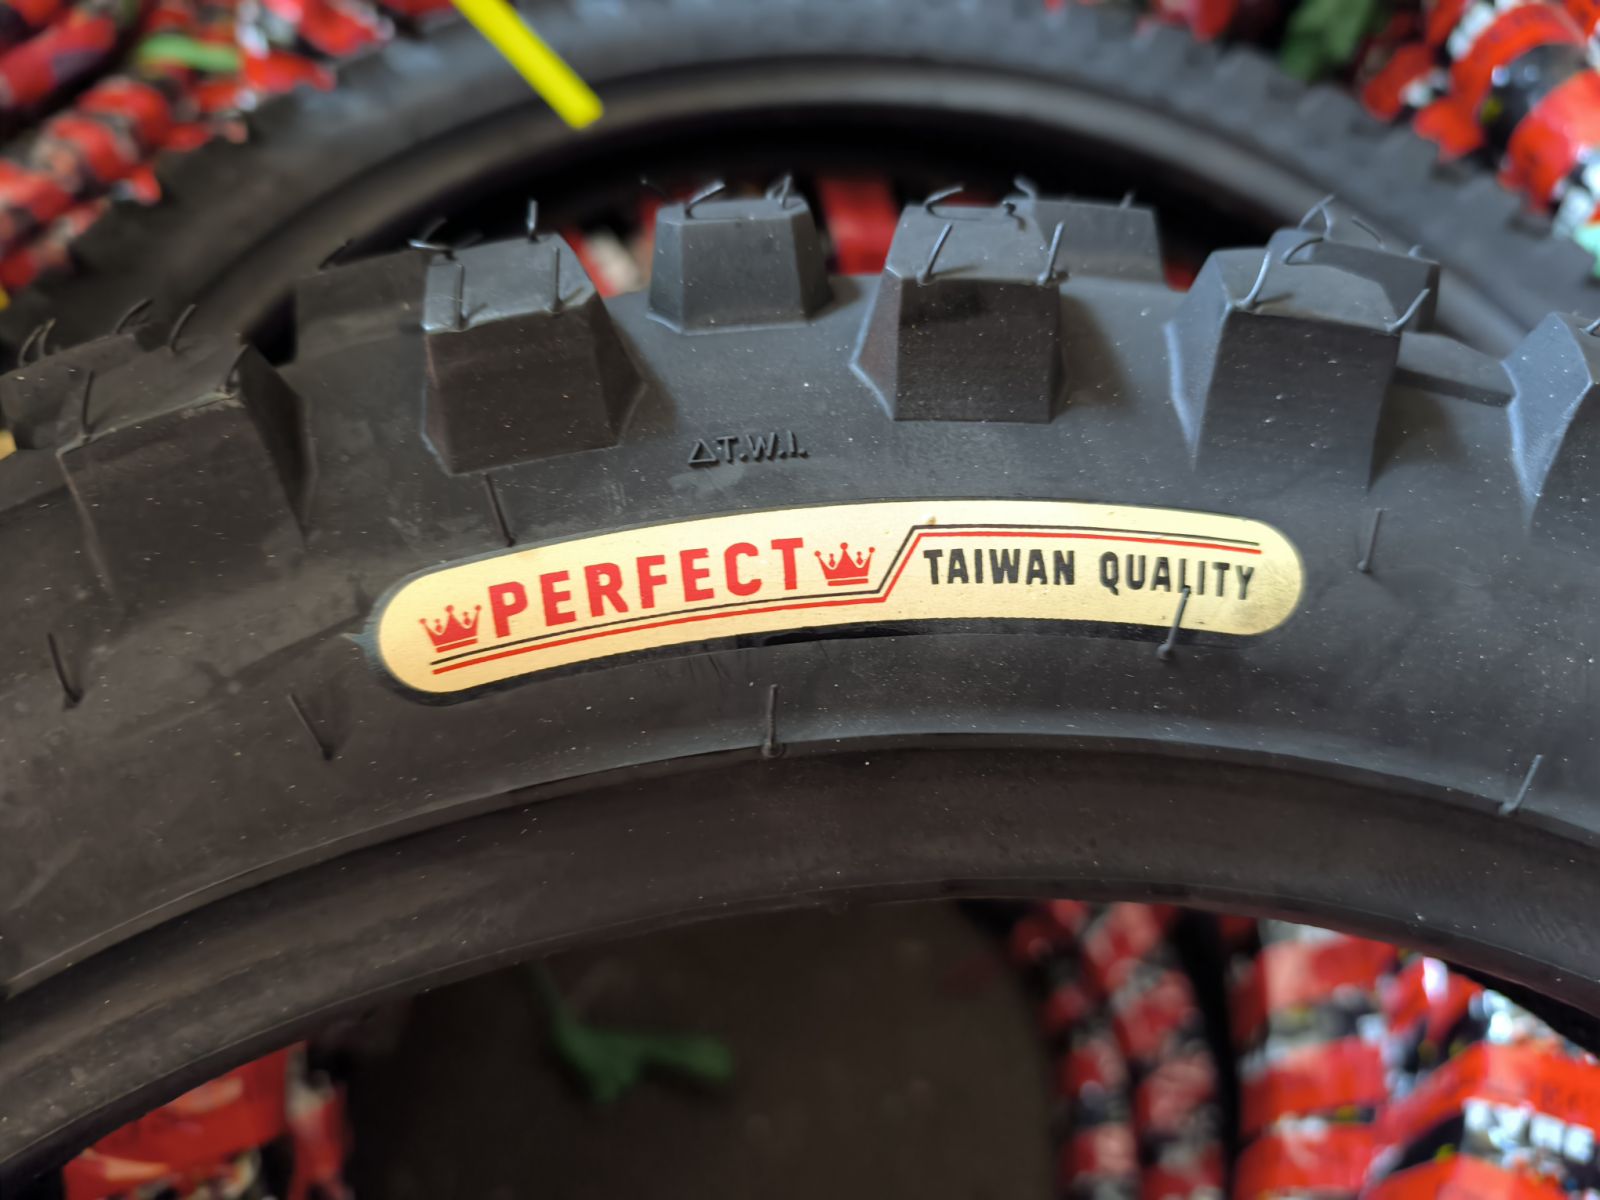 △T.W.I.
PERFECT TAIWAN QUALITY